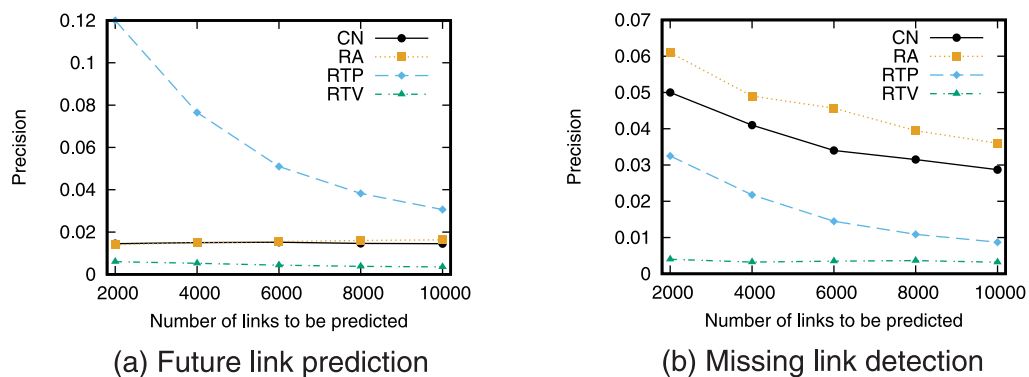 0.12
0.1
0.08
0.06
0.04
0.02
0
Precision
CN
RA
RTP
RTV
2000 4000 6000 8000 10000
Number of links to be predicted
(a) Future link prediction
0.07
0.06
0.05
0.04
0.03
0.02
0.01
0
Precision
CN
RA
RTP
RTV
2000 4000 6000 8000 10000
Number of links to be predicted
(b) Missing link detection